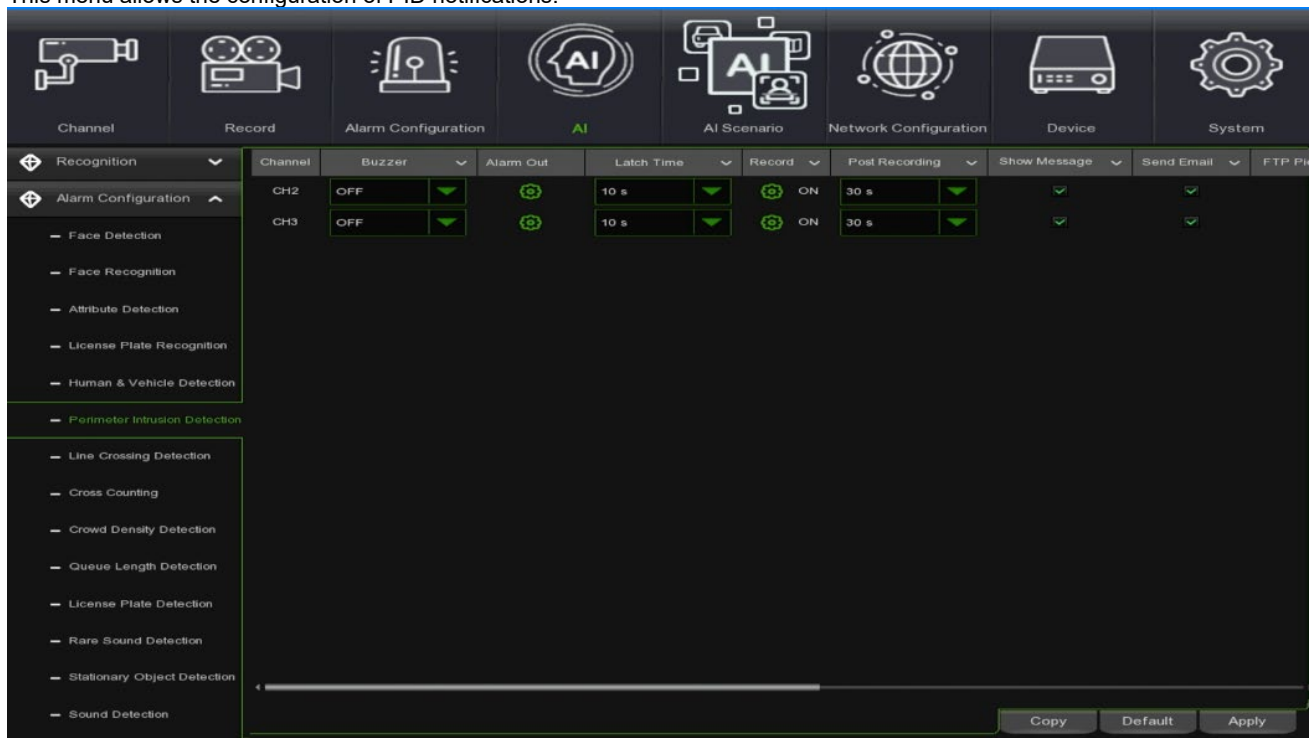 This menu allows the configuration of PID notifications.
AI
AI
Channel Record Alarm Configuration AI AI Scenario Network Configuration Device System
Recognition
Channel Buzzer Alarm Out Latch Time Record Post Recording Show Message Send Email FTP Pi
Alarm Configuration
CH2 OFF 10 s ON 30 s
CH3 OFF 10 s ON 30 s
Face Detection
Face Recognition
Attribute Detection
License Plate Recognition
Human & Vehicle Detection
Perimeter Intrusion Detection
Line Crossing Detection
Cross Counting
Crowd Density Detection
Queue Length Detection
License Plate Detection
Rare Sound Detection
Stationary Object Detection
Sound Detection
Copy Default Apply